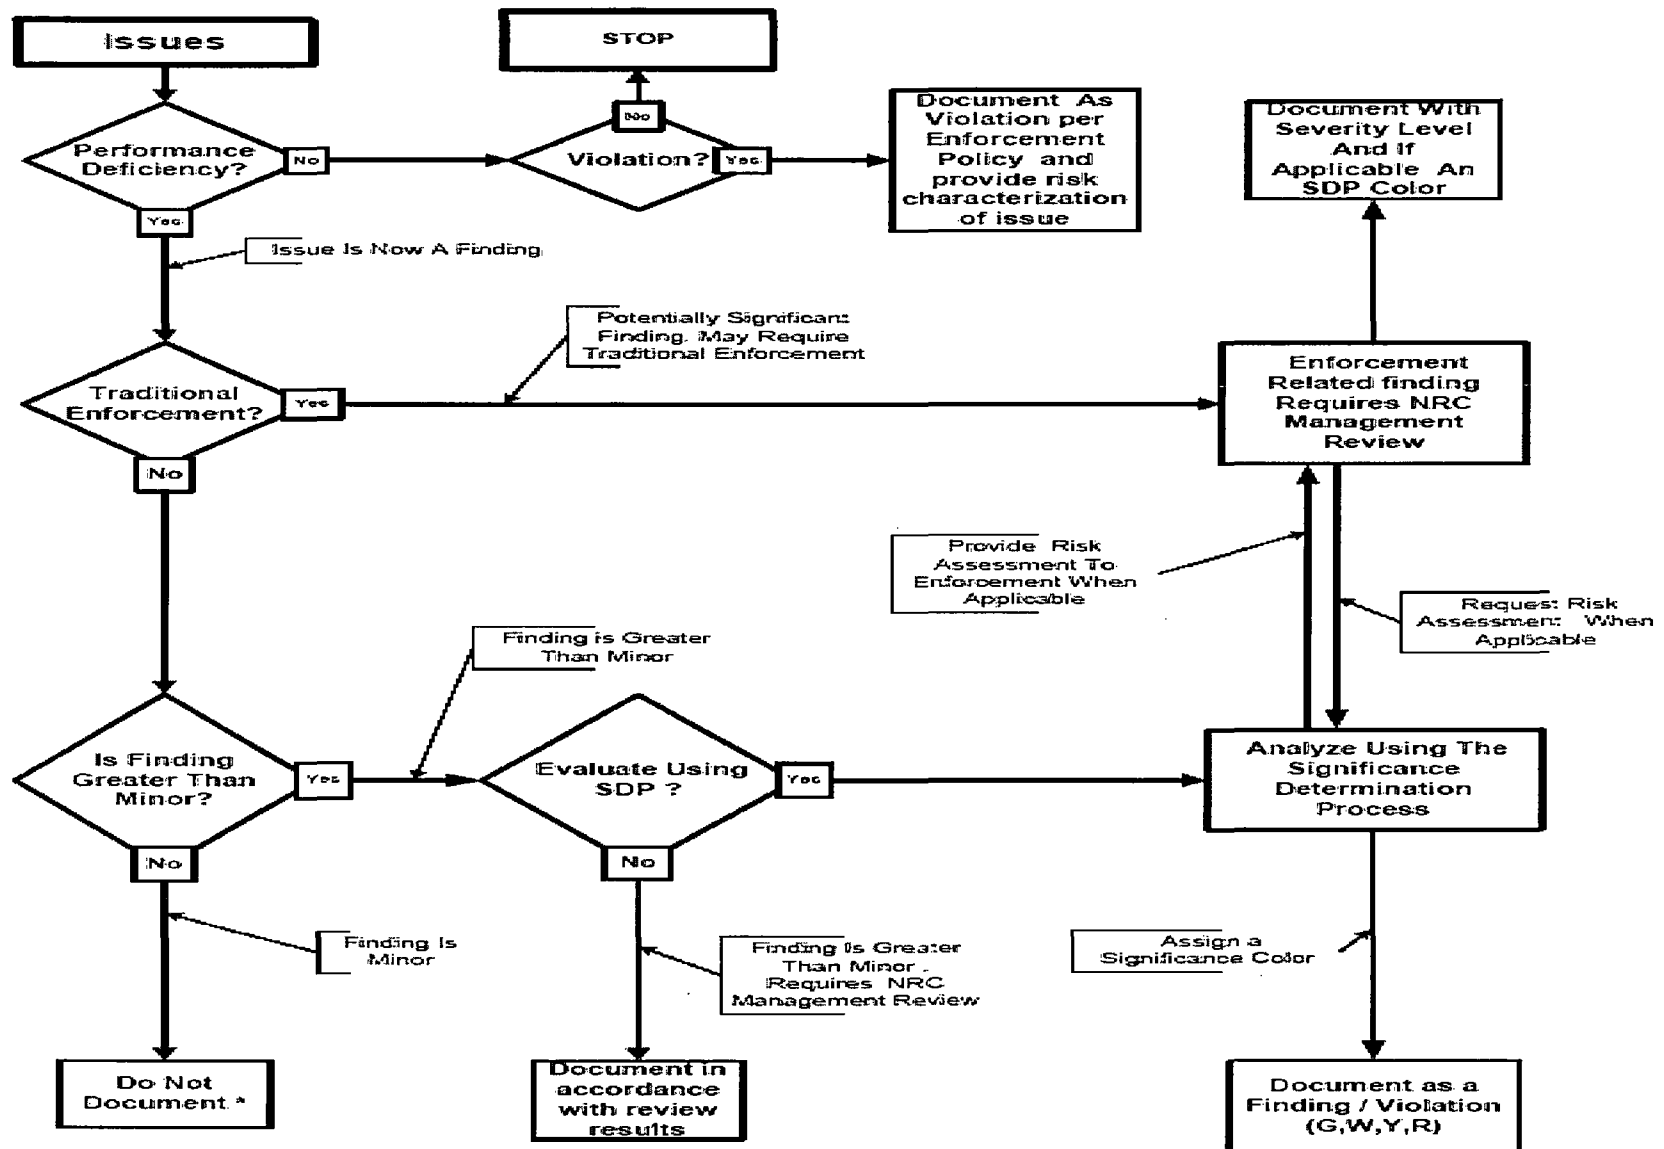 Issues
STOP
Performance
Deficiency?
No
Violation?
No
Yes
Document As
Violation per
Enforcement
Policy and
provide risk
characterization
of issue
Document With
Severity Level
And If
Applicable An
SDP Color
Yes
Issue Is Now A Finding
Potentially Significant
Finding. May Require
Traditional Enforcement
Traditional
Enforcement?
Yes
No
Enforcement
Related finding
Requires NRC
Management
Review
Provide Risk
Assessment To
Enforcement When
Applicable
Request Risk
Assessment When
Applicable
Finding is Greater
Than Minor
Is Finding
Greater Than
Minor?
Yes
No
Evaluate Using
SDP ?
Yes
No
Analyze Using The
Significance
Determination
Process
Finding Is
Minor
Finding Is Greater
Than Minor .
Requires NRC
Management Review
Assign a
Significance Color
Do Not
Document *
Document in
accordance
with review
results
Document as a
Finding / Violation
(G,W,Y,R)